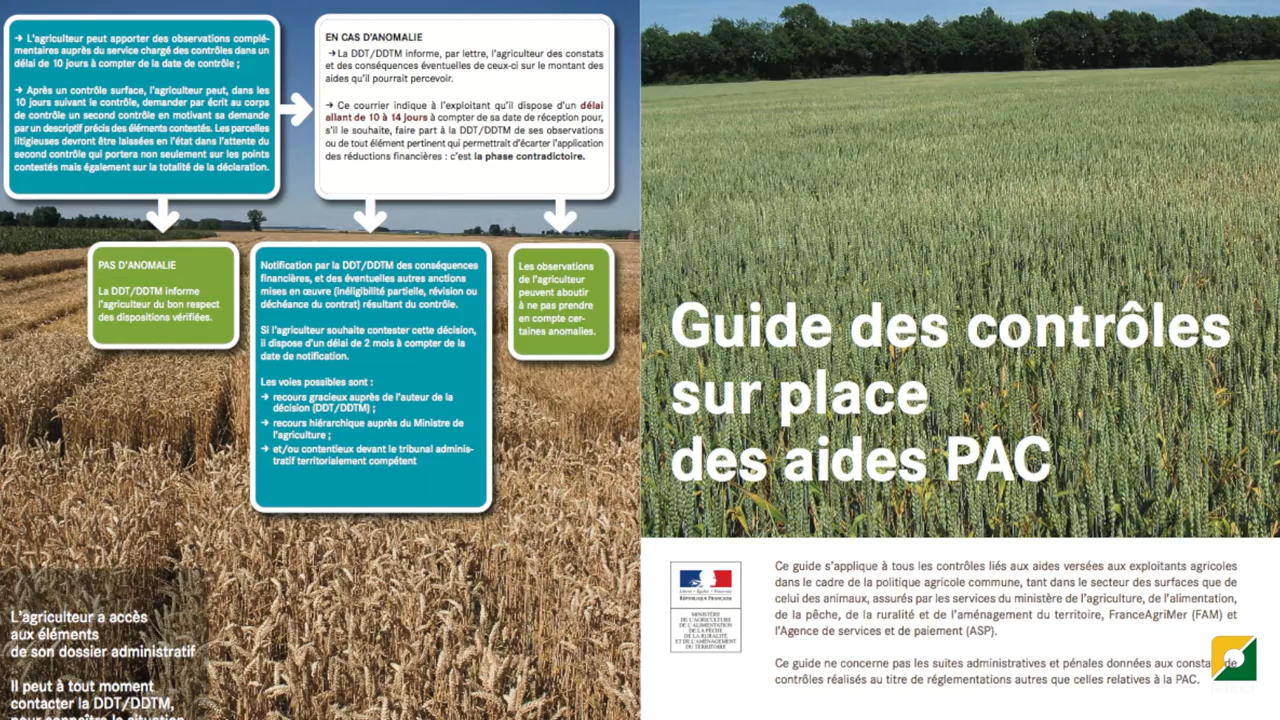 → L'agriculteur peut apporter des observations complé-
mentaires auprès du service chargé des contrôles dans un
délai de 10 jours à compter de la date de contrôle ;
→ Après un contrôle surface, l'agriculteur peut, dans les
10 jours suivant le contrôle, demander par écrit au corps
de contrôle un second contrôle en motivant sa demande
par un descriptif précis des éléments contestés. Les parcelles
litigieuses devront être laissées en l'état dans l'attente du
second contrôle qui portera non seulement sur les points
contestés mais également sur la totalité de la déclaration.
EN CAS D'ANOMALIE
→ La DDT/DDTM informe, par lettre, l'agriculteur des constats
et des conséquences éventuelles de ceux-ci sur le montant des
aides qu'il pourrait percevoir.
→ Ce courrier indique à l'exploitant qu'il dispose d'un délai
allant de 10 à 14 jours à compter de sa date de réception pour,
s'il le souhaite, faire part à la DDT/DDTM de ses observations
ou de tout élément pertinent qui permettrait d'écarter l'application
des réductions financières : c'est la phase contradictoire.
PAS D'ANOMALIE
La DDT/DDTM informe
l'agriculteur du bon respect
des dispositions vérifiées.
Notification par la DDT/DDTM des conséquences
financières, et des éventuelles autres anctions
mises en œuvre (inéligibilité partielle, révision ou
déchéance du contrat) résultant du contrôle.
Si l'agriculteur souhaite contester cette décision,
il dispose d'un délai de 2 mois à compter de la
date de notification.
Les voies possibles sont :
→ recours gracieux auprès de l'auteur de la
décision (DDT/DDTM) ;
→ recours hiérarchique auprès du Ministre de
l'agriculture ;
→ et/ou contentieux devant le tribunal adminis-
tratif territorialement compétent
Les observations
de l'agriculteur
peuvent aboutir
à ne pas prendre
en compte cer-
taines anomalies.
L'agriculteur a accès
aux éléments
de son dossier administratif
Il peut à tout moment
contacter la DDT/DDTM,
pour connaître la situation
Guide des contrôles
sur place
des aides PAC
Liberté • Égalité • Fraternité
RÉPUBLIQUE FRANÇAISE
MINISTÈRE
DE L'AGRICULTURE
DE L'ALIMENTATION
DE LA PÊCHE
DE LA RURALITÉ
ET DE L'AMÉNAGEMENT
DU TERRITOIRE
Ce guide s'applique à tous les contrôles liés aux aides versées aux exploitants agricoles
dans le cadre de la politique agricole commune, tant dans le secteur des surfaces que de
celui des animaux, assurés par les services du ministère de l'agriculture, de l'alimentation,
de la pêche, de la ruralité et de l'aménagement du territoire, FranceAgriMer (FAM) et
l'Agence de services et de paiement (ASP).
Ce guide ne concerne pas les suites administratives et pénales données aux consta de
contrôles réalisés au titre de réglementations autres que celles relatives à la PAC.